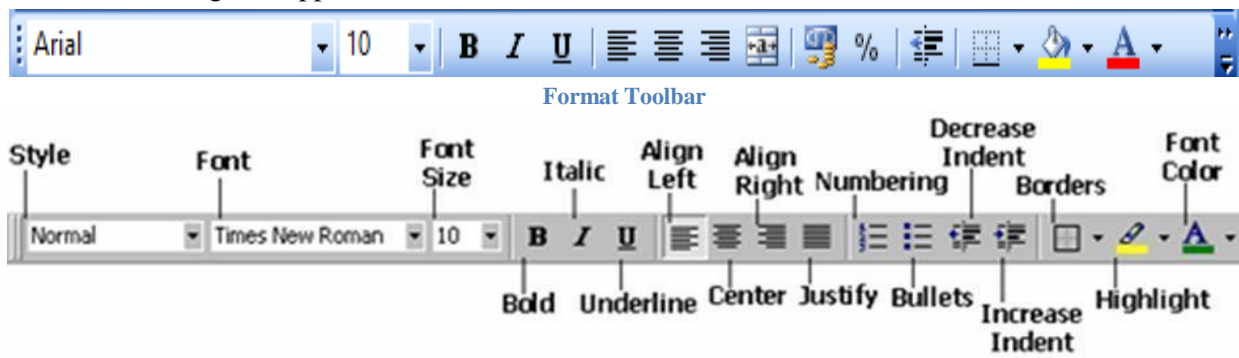 Arial 10 B I U a %
Format Toolbar
Style Font Font Size Italic Align Left Align Right Numbering Decrease Indent Borders Font Color
Normal Times New Roman 10 B I U A
Bold Underline Center Justify Bullets Increase Indent Highlight